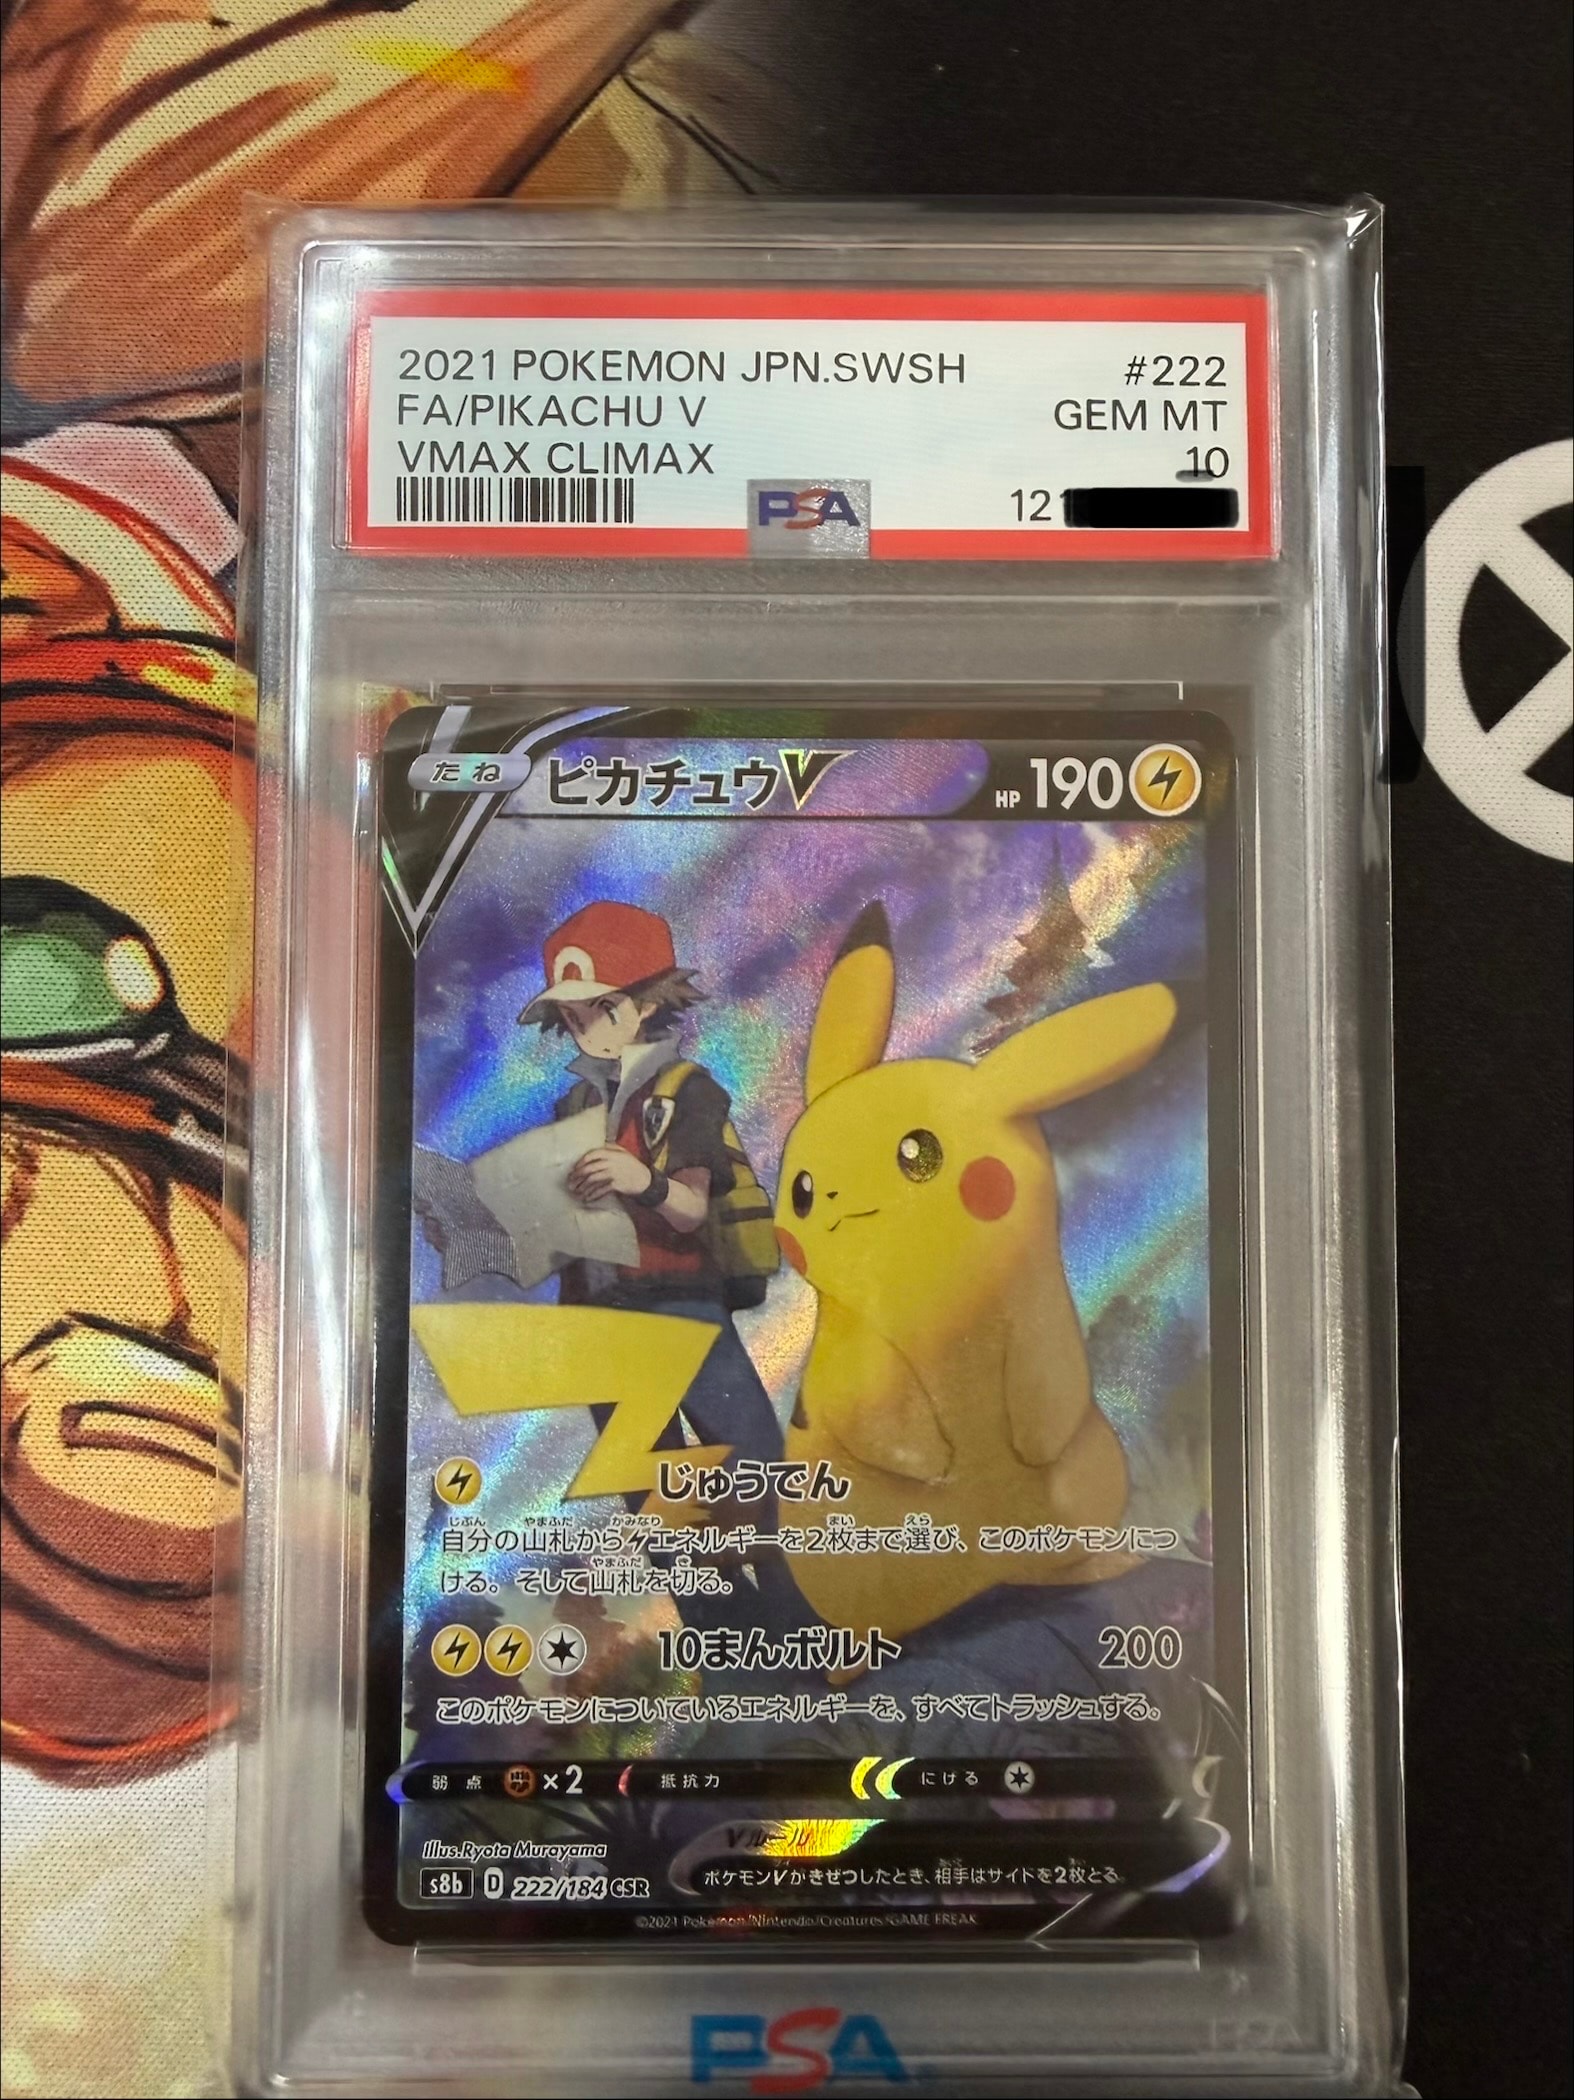 2021 POKEMON JPN.SWSH #222
FA/PIKACHU V GEM MT
VMAX CLIMAX 10
PSA 121
たね ピカチュウV HP 190
じゅうでん
自分の山札からエネルギーを2枚まで選び、このポケモンにつ
ける。そして山札を切る。
10まんボルト 200
このポケモンについているエネルギーを、すべてトラッシュする。
弱点 ×2 抵抗力 にげる
Illus.Ryota Murayama
Vルール
ポケモンVがきぜつしたとき、相手はサイドを2枚とる。
s8b D 222/184 CSR
©2021 Pokémon/Nintendo/Creatures/GAME FREAK
PSA